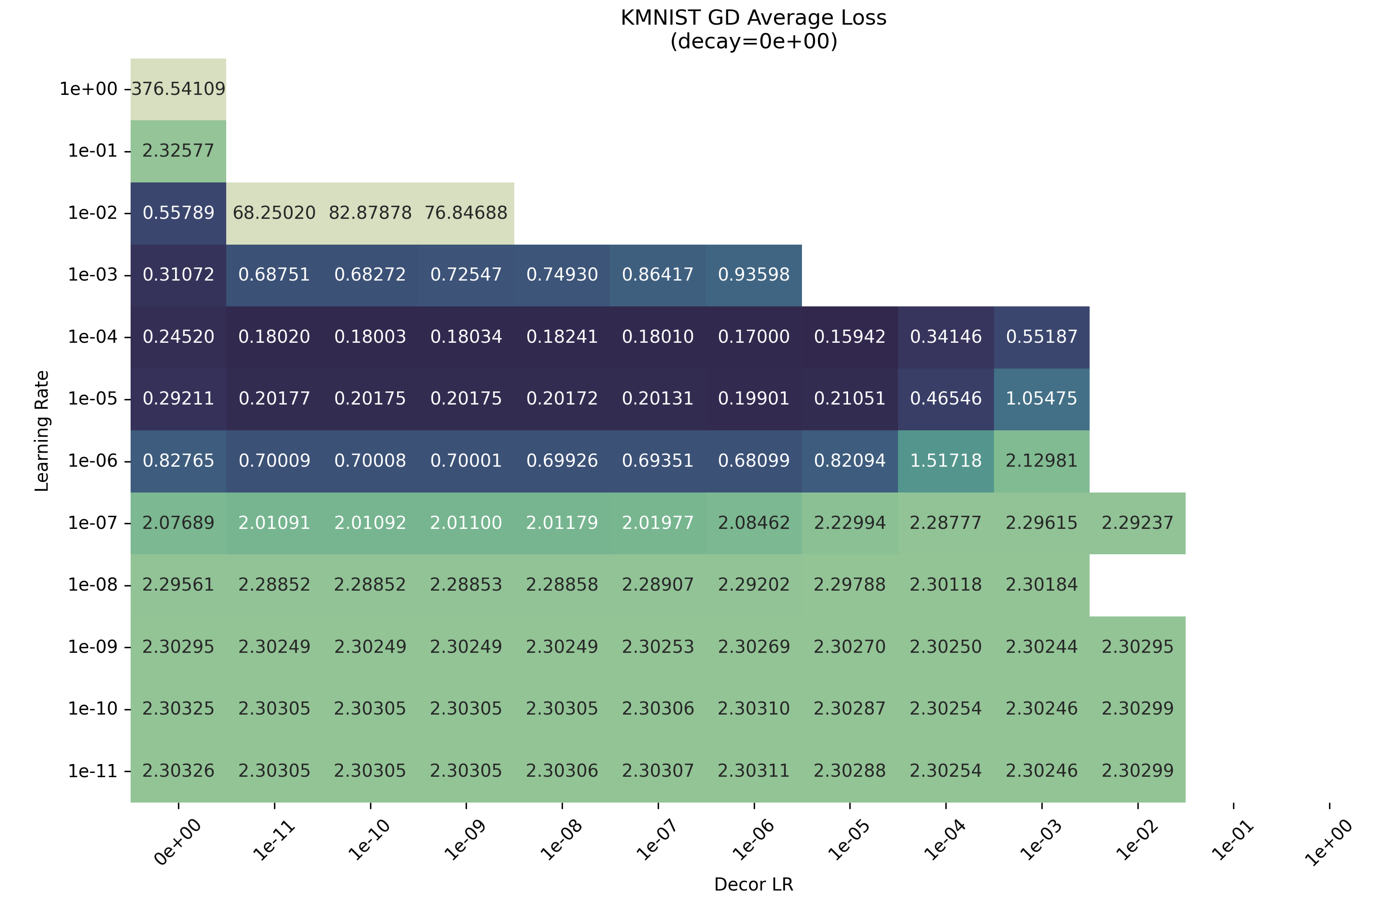 KMNIST GD Average Loss
(decay=0e+00)
Learning Rate
1e+00 376.54109
1e-01 2.32577
1e-02 0.55789 68.25020 82.87878 76.84688
1e-03 0.31072 0.68751 0.68272 0.72547 0.74930 0.86417 0.93598
1e-04 0.24520 0.18020 0.18003 0.18034 0.18241 0.18010 0.17000 0.15942 0.34146 0.55187
1e-05 0.29211 0.20177 0.20175 0.20175 0.20172 0.20131 0.19901 0.21051 0.46546 1.05475
1e-06 0.82765 0.70009 0.70008 0.70001 0.69926 0.69351 0.68099 0.82094 1.51718 2.12981
1e-07 2.07689 2.01091 2.01092 2.01100 2.01179 2.01977 2.08462 2.22994 2.28777 2.29615 2.29237
1e-08 2.29561 2.28852 2.28852 2.28853 2.28858 2.28907 2.29202 2.29788 2.30118 2.30184
1e-09 2.30295 2.30249 2.30249 2.30249 2.30249 2.30253 2.30269 2.30270 2.30250 2.30244 2.30295
1e-10 2.30325 2.30305 2.30305 2.30305 2.30305 2.30306 2.30310 2.30287 2.30254 2.30246 2.30299
1e-11 2.30326 2.30305 2.30305 2.30305 2.30306 2.30307 2.30311 2.30288 2.30254 2.30246 2.30299
0e+00 1e-11 1e-10 1e-09 1e-08 1e-07 1e-06 1e-05 1e-04 1e-03 1e-02 1e-01 1e+00
Decor LR